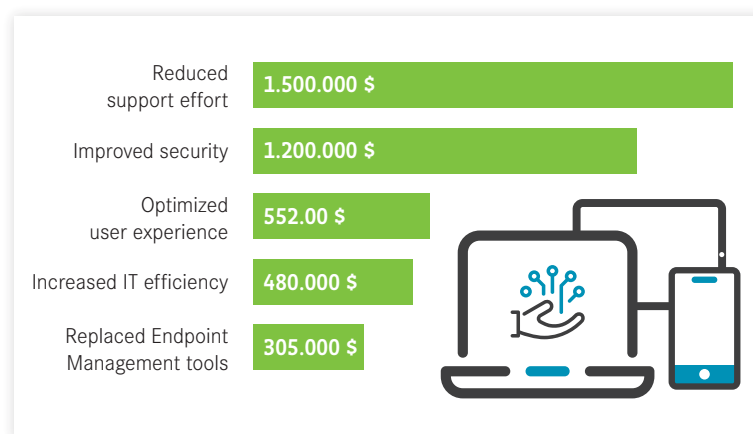 Reduced
support effort
1.500.000 $
Improved security
1.200.000 $
Optimized
user experience
552.00 $
Increased IT efficiency
480.000 $
Replaced Endpoint
Management tools
305.000 $